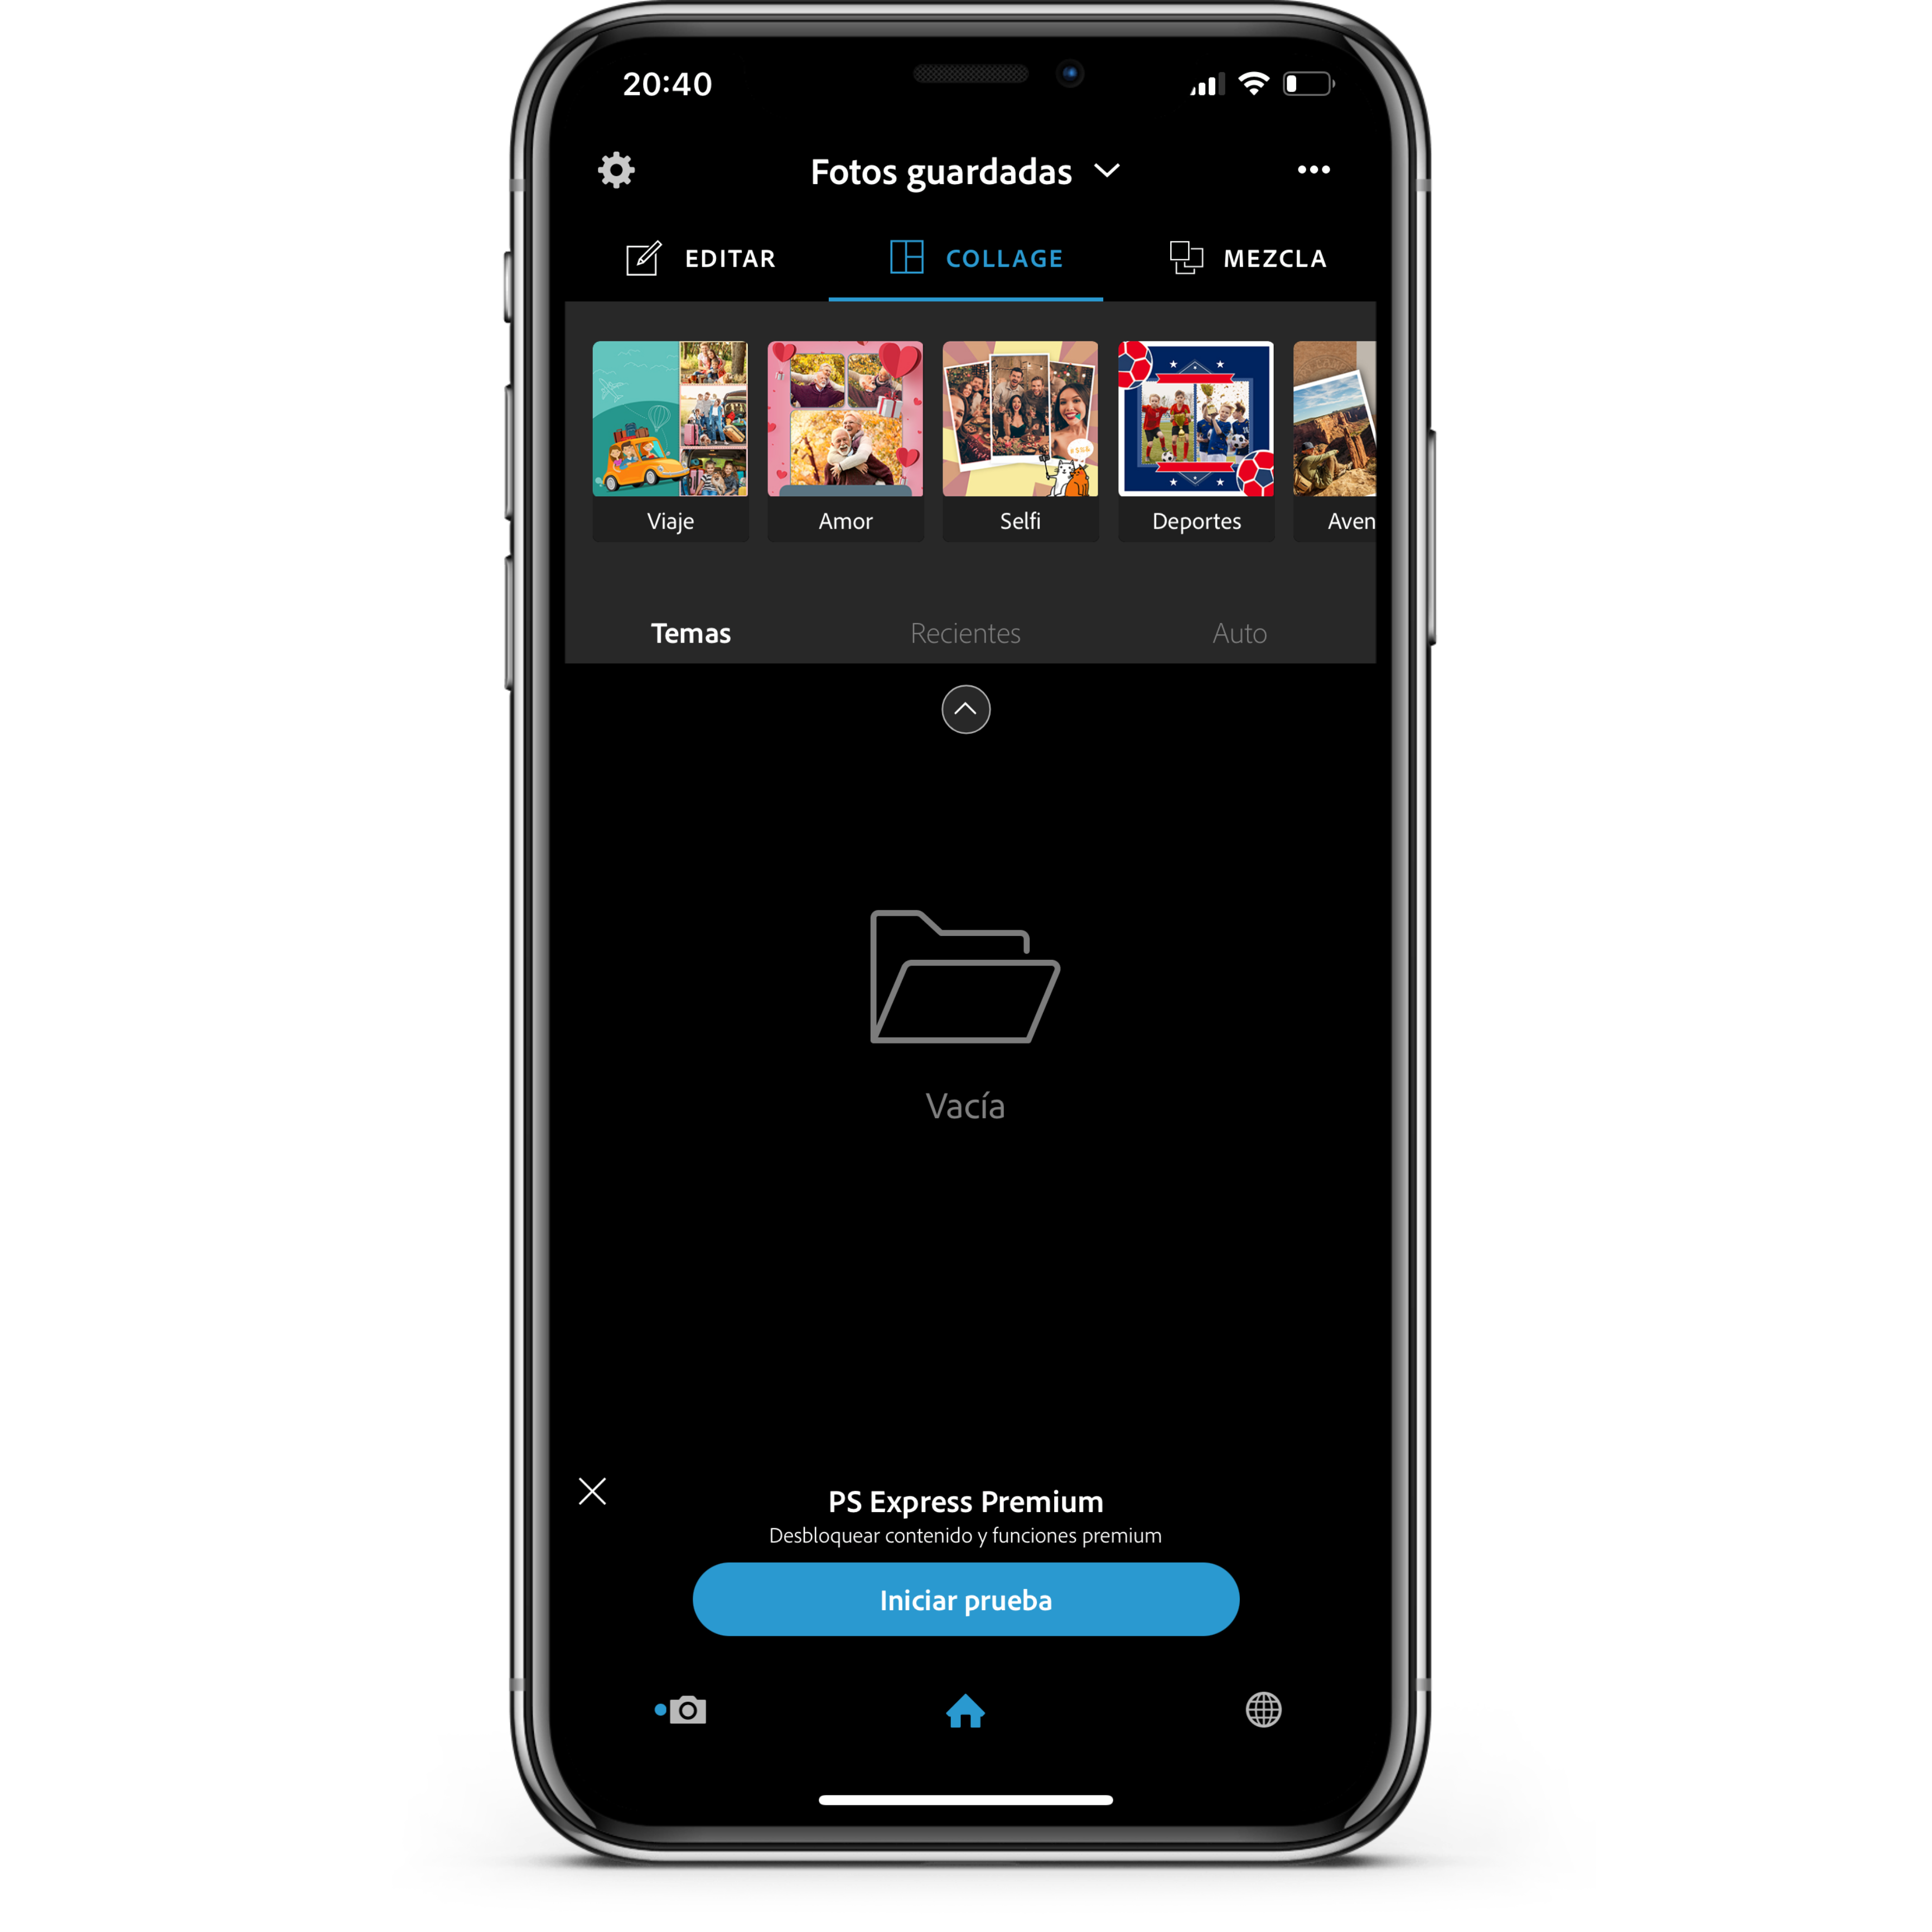 20:40
Fotos guardadas
EDITAR
COLLAGE
MEZCLA
Viaje
Amor
Selfi
Deportes
Aven
Temas
Recientes
Auto
Vacía
PS Express Premium
Desbloquear contenido y funciones premium
Iniciar prueba